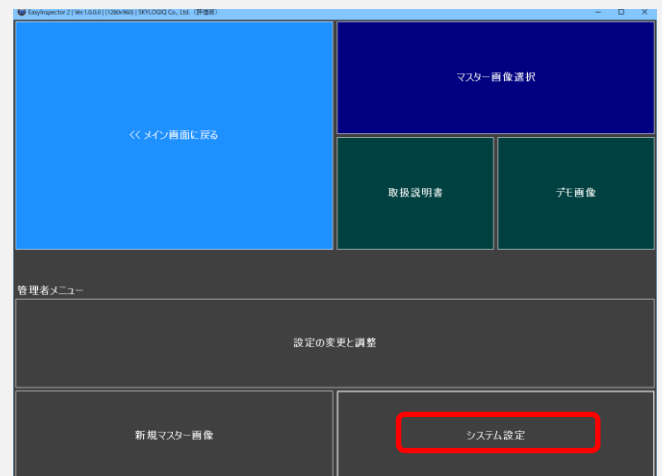 EasyInspector 2 | Ver.1.0.0.0 | (1280x960) | SKYLOGIQ Co., Ltd. (評価版)
マスター画像選択
<< メイン画面に戻る
取扱説明書
デモ画像
管理者メニュー
設定の変更と調整
新規マスター画像
システム設定